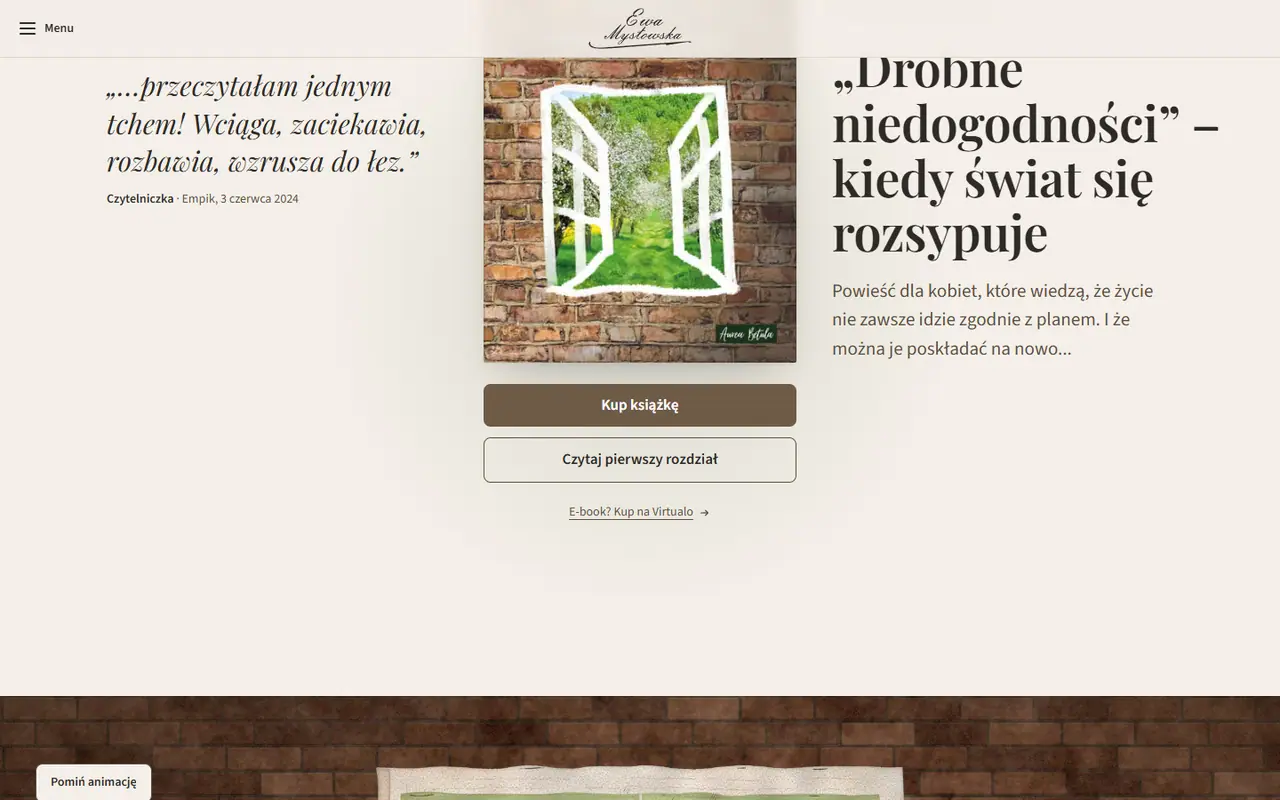 Menu
Ewa
Mysłowska
„…przeczytałam jednym
tchem! Wciąga, zaciekawia,
rozbawia, wzrusza do łez.”
Czytelniczka · Empik, 3 czerwca 2024
Aurea Betula
Kup książkę
Czytaj pierwszy rozdział
E-book? Kup na Virtualo →
„Drobne
niedogodności” –
kiedy świat się
rozsypuje
Powieść dla kobiet, które wiedzą, że życie
nie zawsze idzie zgodnie z planem. I że
można je poskładać na nowo...
Pomiń animację